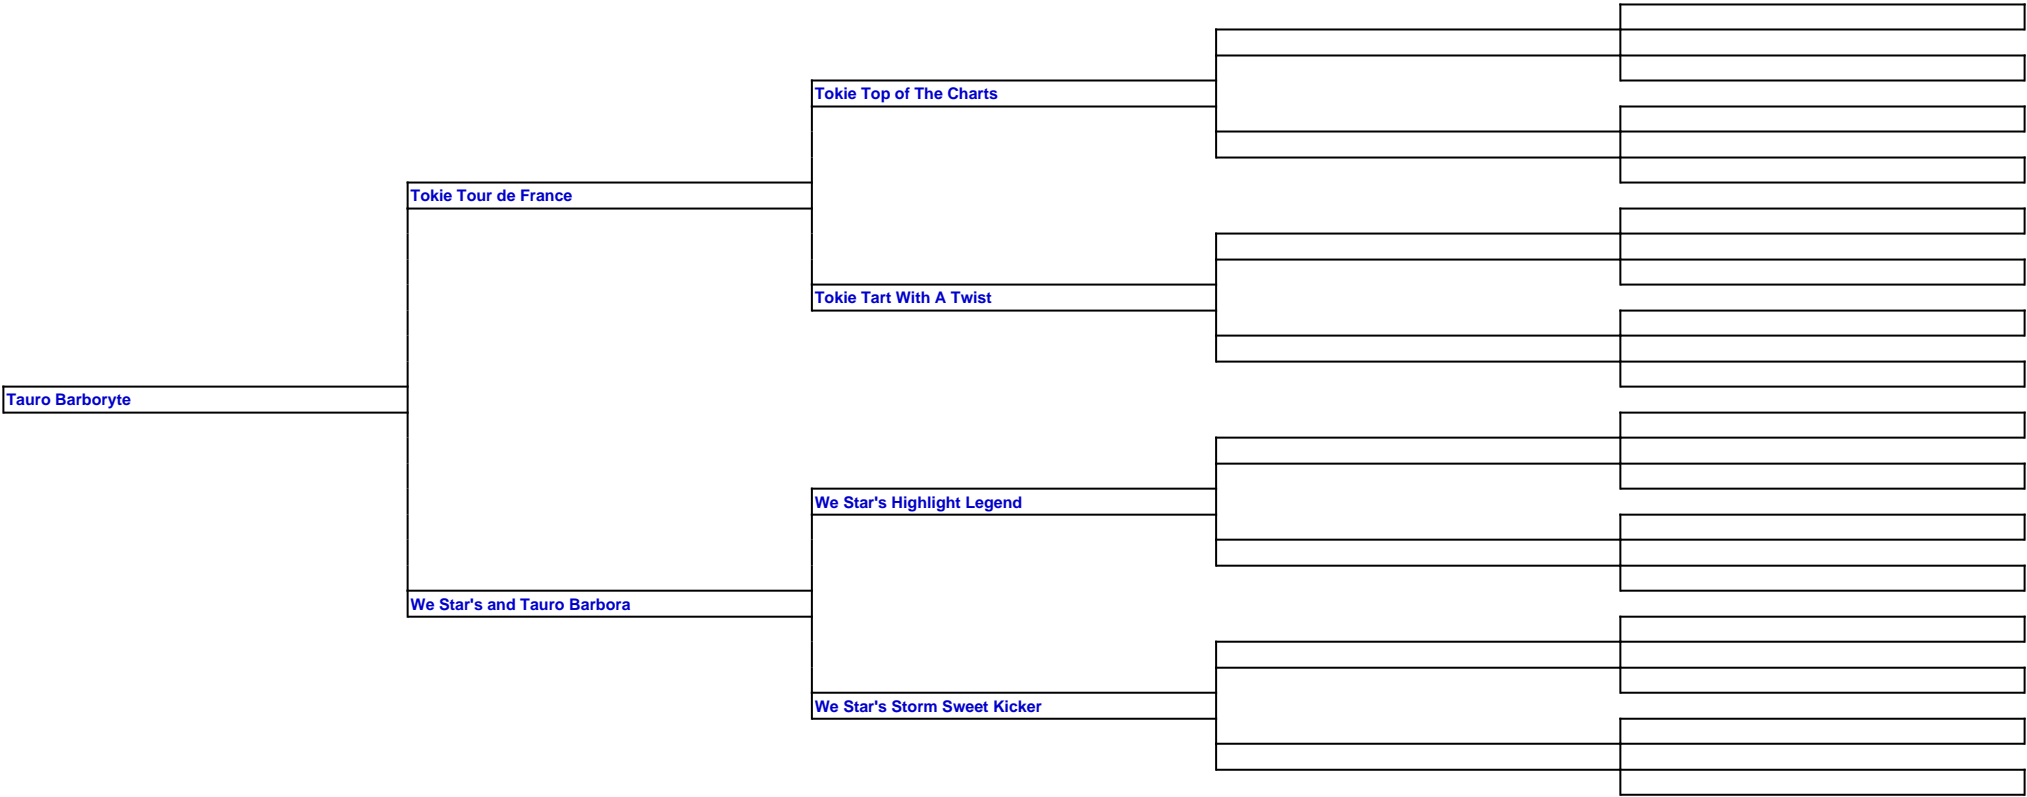 Tokie Top of The Charts
Tokie Tour de France
Tokie Tart With A Twist
Tauro Barboryte
We Star's Highlight Legend
We Star's and Tauro Barbora
We Star's Storm Sweet Kicker